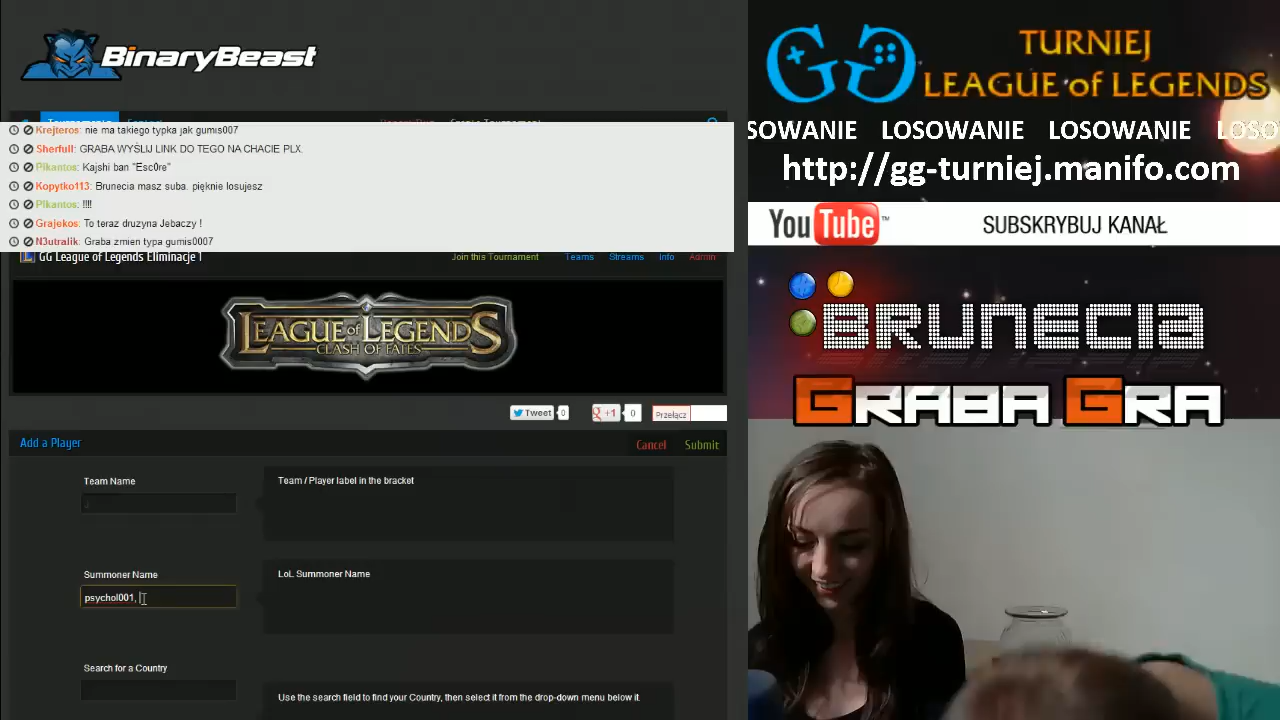 BinaryBeast
Krejteros: nie ma takiego typka jak gumis007
Sherfull: GRABA WYŚLIJ LINK DO TEGO NA CHACIE PLX.
Plkantos: Kajshi ban "Esc0re"
Kopytko113: Brunecia masz suba. pięknie losujesz
Plkantos: !!!!
Grajekos: To teraz druzyna Jebaczy !
N3utralik: Graba zmien typa gumis0007
GG League of Legends Eliminacje 1
Join this Tournament Teams Streams Info Admin
LEAGUE of LEGENDS
CLASH OF FATES
Tweet 0 g +1 0 Przełącz
Add a Player Cancel Submit
Team Name Team / Player label in the bracket
Summoner Name LoL Summoner Name
psychol001,
Search for a Country
Use the search field to find your Country, then select it from the drop-down menu below it.
GG TURNIEJ
LEAGUE of LEGENDS
SOWANIE LOSOWANIE LOSOWANIE LOSO
http://gg-turniej.manifo.com
YouTube™ SUBSKRYBUJ KANAŁ
BRUNECIA
GRABA GRA